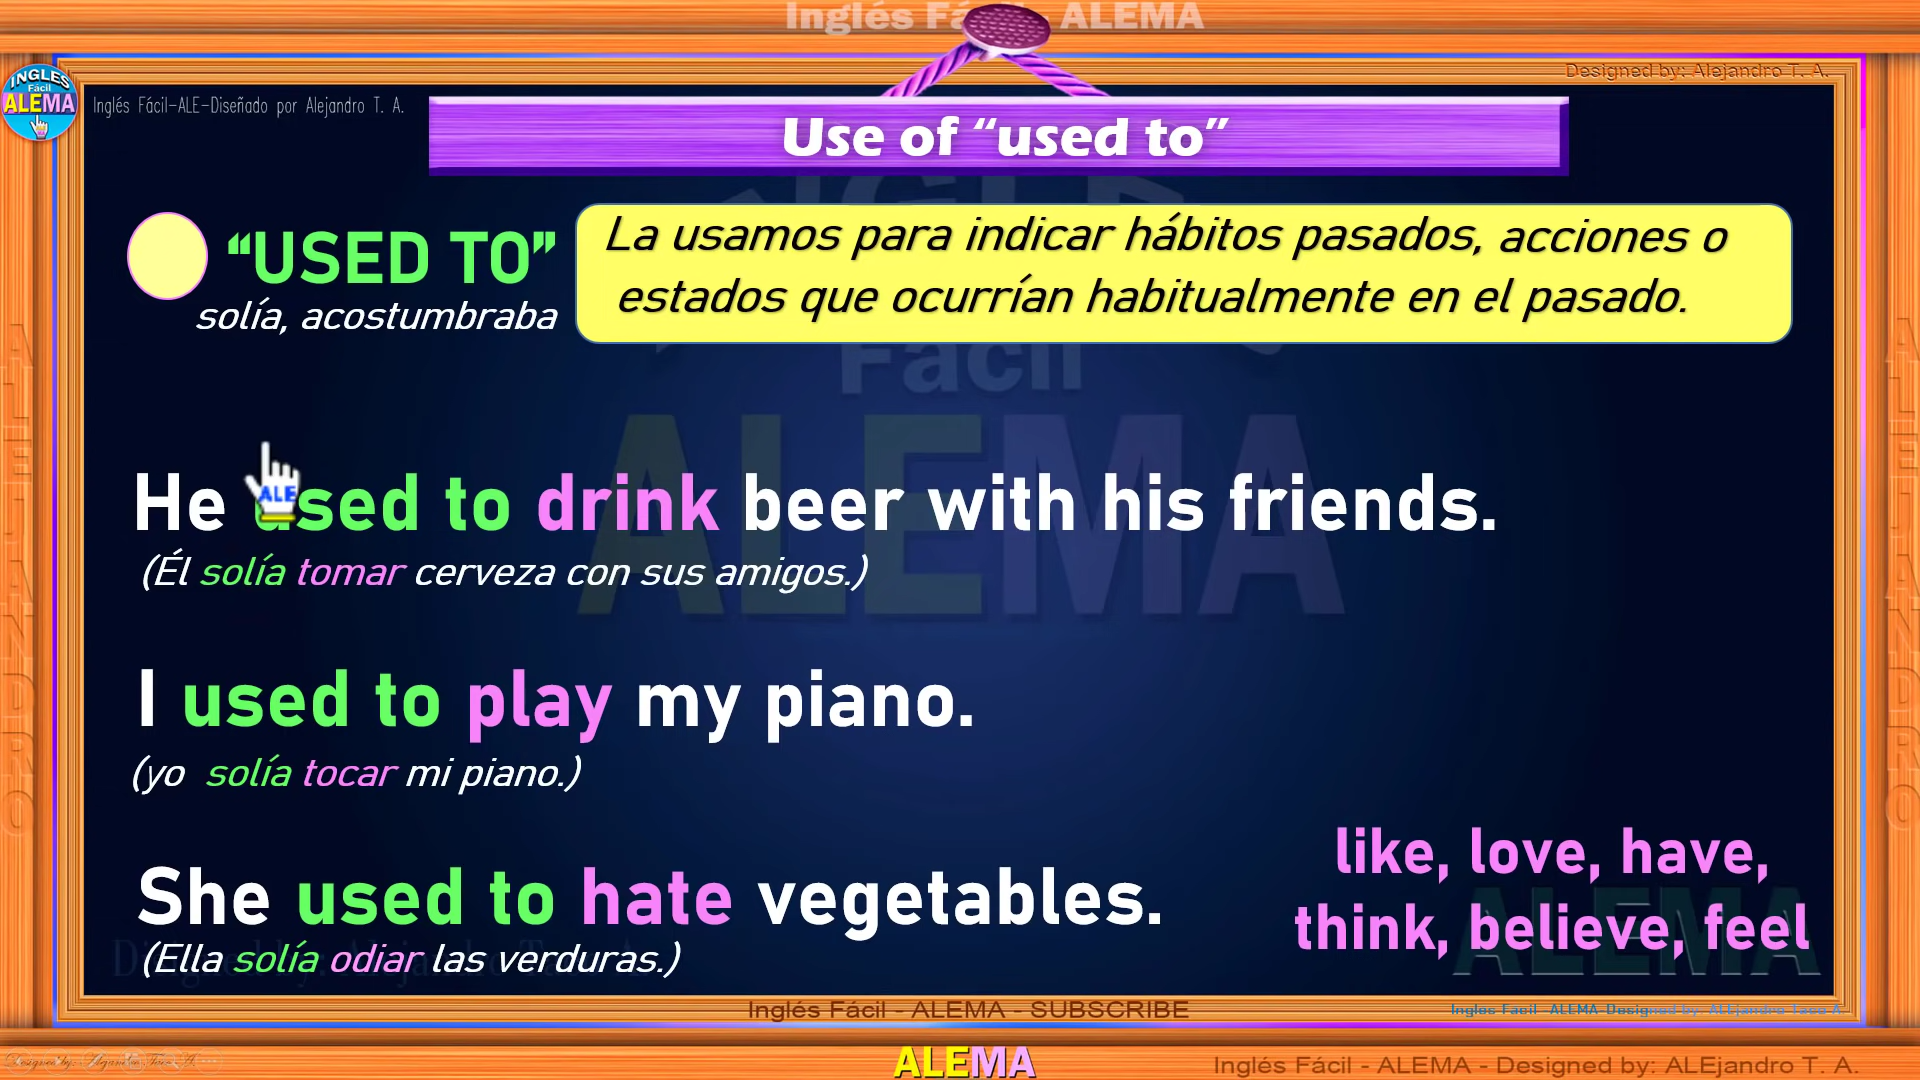 Inglés Fácil ALEMA
Designed by: Alejandro T. A.
INGLES
Fácil
ALEMA
Inglés Fácil-ALE-Diseñado por Alejandro T. A.
Use of “used to”
“USED TO”
solía, acostumbraba
La usamos para indicar hábitos pasados, acciones o
estados que ocurrían habitualmente en el pasado.
Fácil
ALEMA
He used to drink beer with his friends.
ALE
(Él solía tomar cerveza con sus amigos.)
I used to play my piano.
(yo solía tocar mi piano.)
She used to hate vegetables.
(Ella solía odiar las verduras.)
like, love, have,
think, believe, feel
ALEMA
Inglés Fácil - ALEMA - SUBSCRIBE
ALEMA
Inglés Fácil - ALEMA - Designed by: ALEjandro T. A.